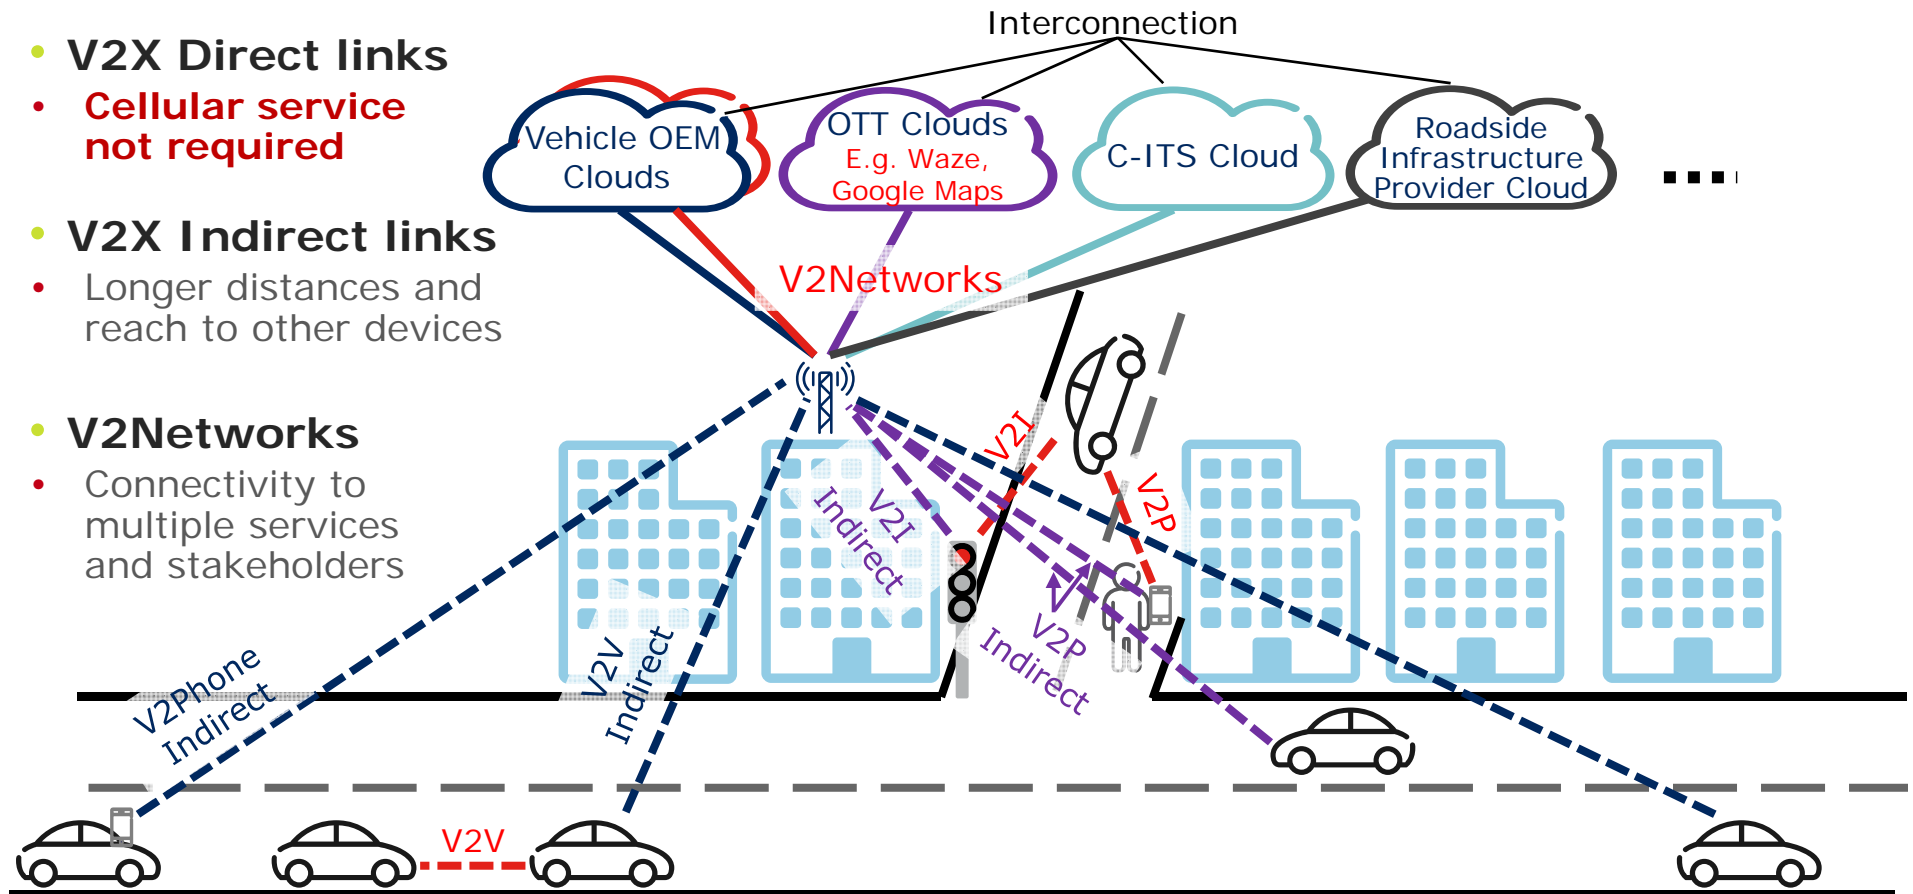 • V2X Direct links
• Cellular service
not required
• V2X Indirect links
• Longer distances and
reach to other devices
• V2Networks
• Connectivity to
multiple services
and stakeholders
Interconnection
Vehicle OEM
Clouds
OTT Clouds
E.g. Waze,
Google Maps
C-ITS Cloud
Roadside
Infrastructure
Provider Cloud
V2Networks
V2I
V2P
V2I
Indirect
V2P
Indirect
V2V
Indirect
V2Phone
Indirect
V2V